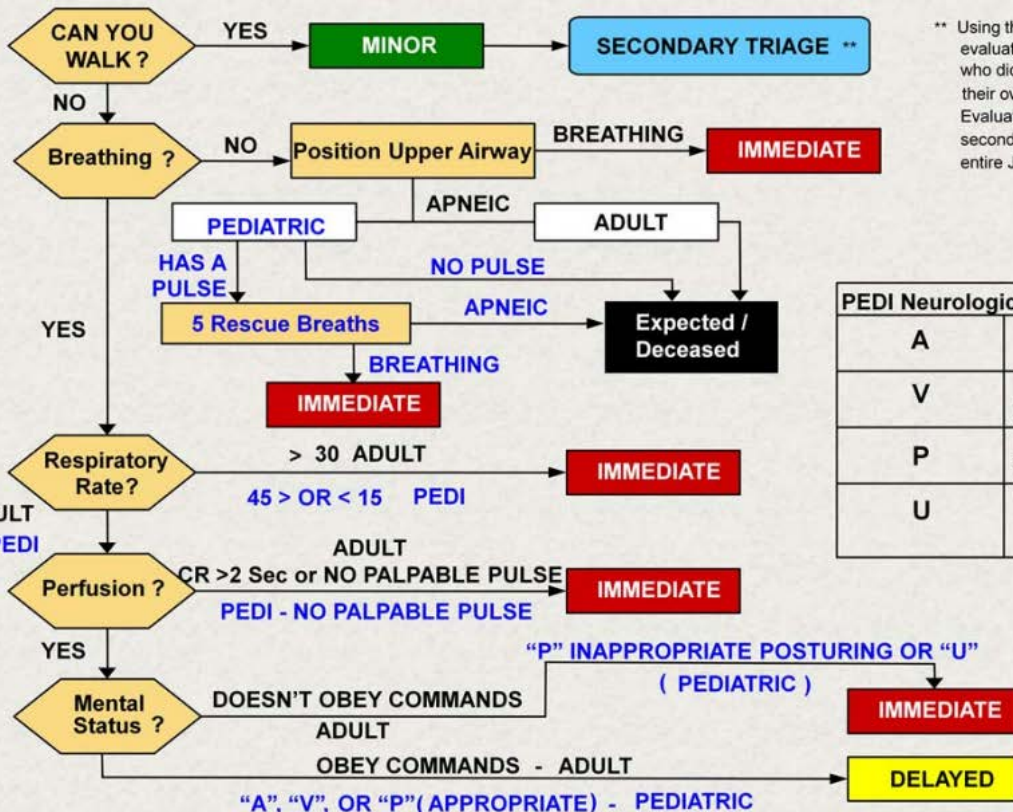 CAN YOU
WALK ?
YES
MINOR
SECONDARY TRIAGE **
** Using
evaluat
who
their
Evaluat
second
entire J
NO
Breathing ?
NO
Position Upper Airway
BREATHING
IMMEDIATE
APNEIC
PEDIATRIC
ADULT
HAS A
PULSE
NO PULSE
5 Rescue Breaths
APNEIC
Expected /
Deceased
BREATHING
IMMEDIATE
YES
PEDI Neurologic
A
V
P
U
Respiratory
Rate?
> 30 ADULT
45 > OR < 15 PEDI
IMMEDIATE
ULT
PEDI
Perfusion ?
ADULT
CR >2 Sec or NO PALPABLE PULSE
PEDI - NO PALPABLE PULSE
IMMEDIATE
YES
Mental
Status ?
DOESN'T OBEY COMMANDS
ADULT
"P" INAPPROPRIATE POSTURING OR "U"
( PEDIATRIC )
IMMEDIATE
OBEY COMMANDS - ADULT
"A", "V", OR "P"( APPROPRIATE) - PEDIATRIC
DELAYED